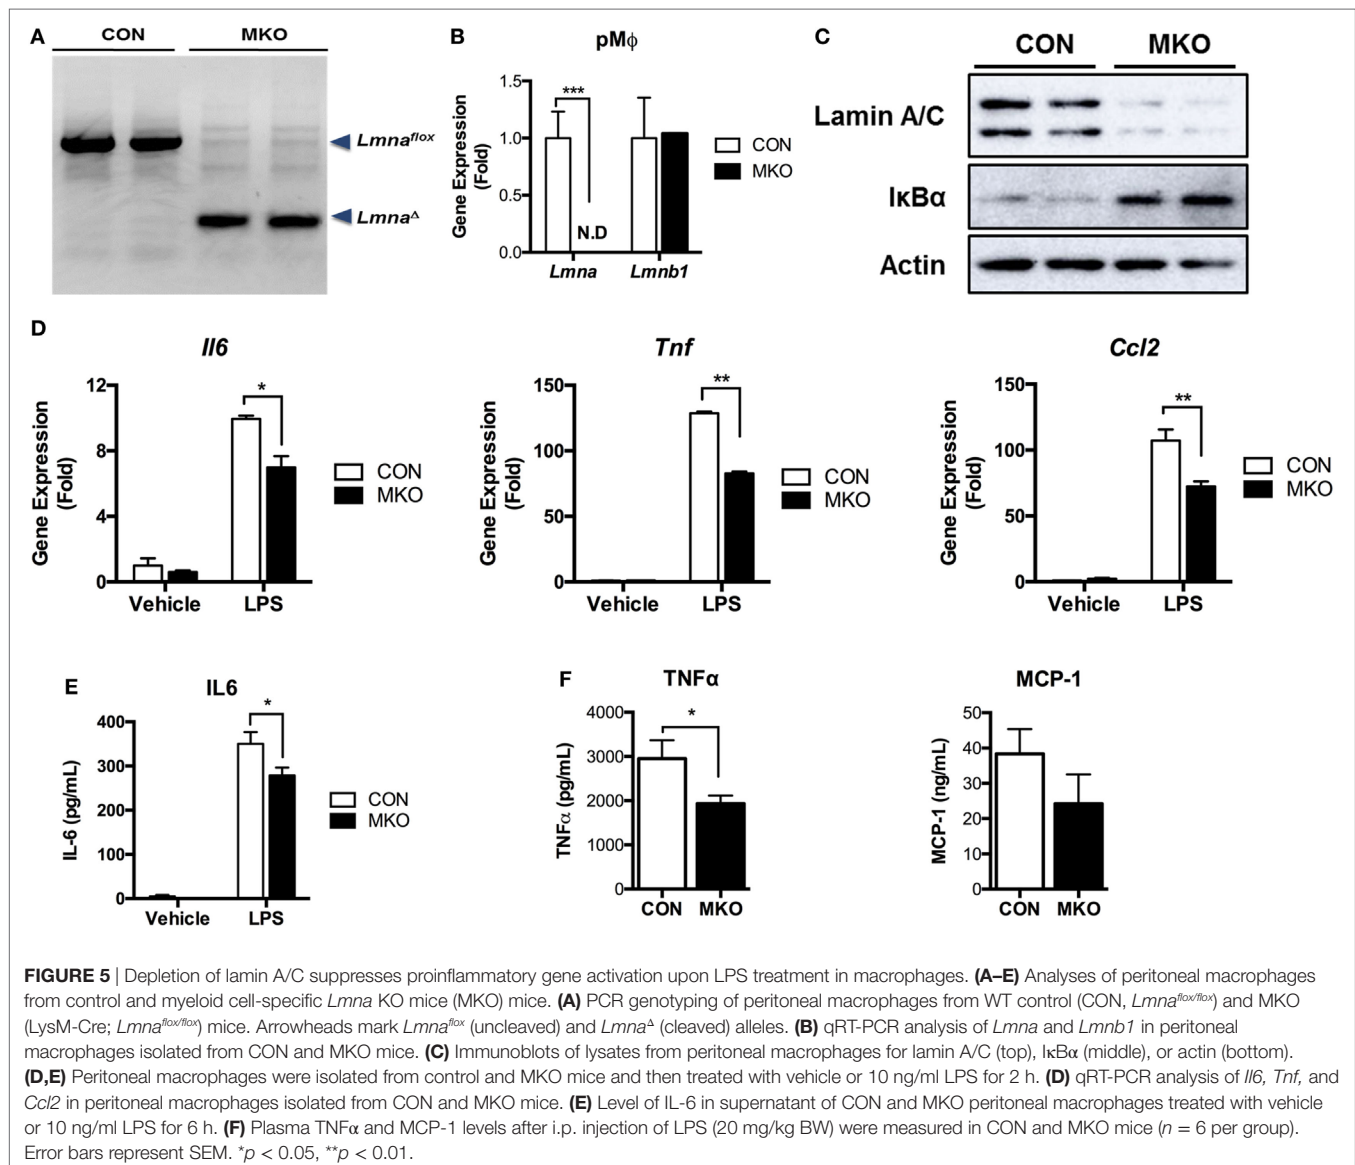 A
CON
MKO
Lmna^flox
Lmna^Δ
B
pMϕ
Gene Expression
(Fold)
1.5
1.0
0.5
0.0
***
N.D
Lmna
Lmnb1
CON
MKO
C
CON
MKO
Lamin A/C
IκBα
Actin
D
Il6
Gene Expression
(Fold)
12
8
4
0
*
Vehicle
LPS
CON
MKO
Tnf
Gene Expression
(Fold)
150
100
50
0
**
Vehicle
LPS
CON
MKO
Ccl2
Gene Expression
(Fold)
150
100
50
0
**
Vehicle
LPS
CON
MKO
E
IL6
IL-6 (pg/mL)
400
300
200
100
0
*
Vehicle
LPS
CON
MKO
F
TNFα
TNFα (pg/mL)
4000
3000
2000
1000
0
*
CON
MKO
MCP-1
MCP-1 (ng/mL)
50
40
30
20
10
0
CON
MKO
FIGURE 5 | Depletion of lamin A/C suppresses proinflammatory gene activation upon LPS treatment in macrophages. (A–E) Analyses of peritoneal macrophages
from control and myeloid cell-specific Lmna KO mice (MKO) mice. (A) PCR genotyping of peritoneal macrophages from WT control (CON, Lmna^flox/flox) and MKO
(LysM-Cre; Lmna^flox/flox) mice. Arrowheads mark Lmna^flox (uncleaved) and Lmna^Δ (cleaved) alleles. (B) qRT-PCR analysis of Lmna and Lmnb1 in peritoneal
macrophages isolated from CON and MKO mice. (C) Immunoblots of lysates from peritoneal macrophages for lamin A/C (top), IκBα (middle), or actin (bottom).
(D,E) Peritoneal macrophages were isolated from control and MKO mice and then treated with vehicle or 10 ng/ml LPS for 2 h. (D) qRT-PCR analysis of Il6, Tnf, and
Ccl2 in peritoneal macrophages isolated from CON and MKO mice. (E) Level of IL-6 in supernatant of CON and MKO peritoneal macrophages treated with vehicle
or 10 ng/ml LPS for 6 h. (F) Plasma TNFα and MCP-1 levels after i.p. injection of LPS (20 mg/kg BW) were measured in CON and MKO mice (n = 6 per group).
Error bars represent SEM. *p < 0.05, **p < 0.01.